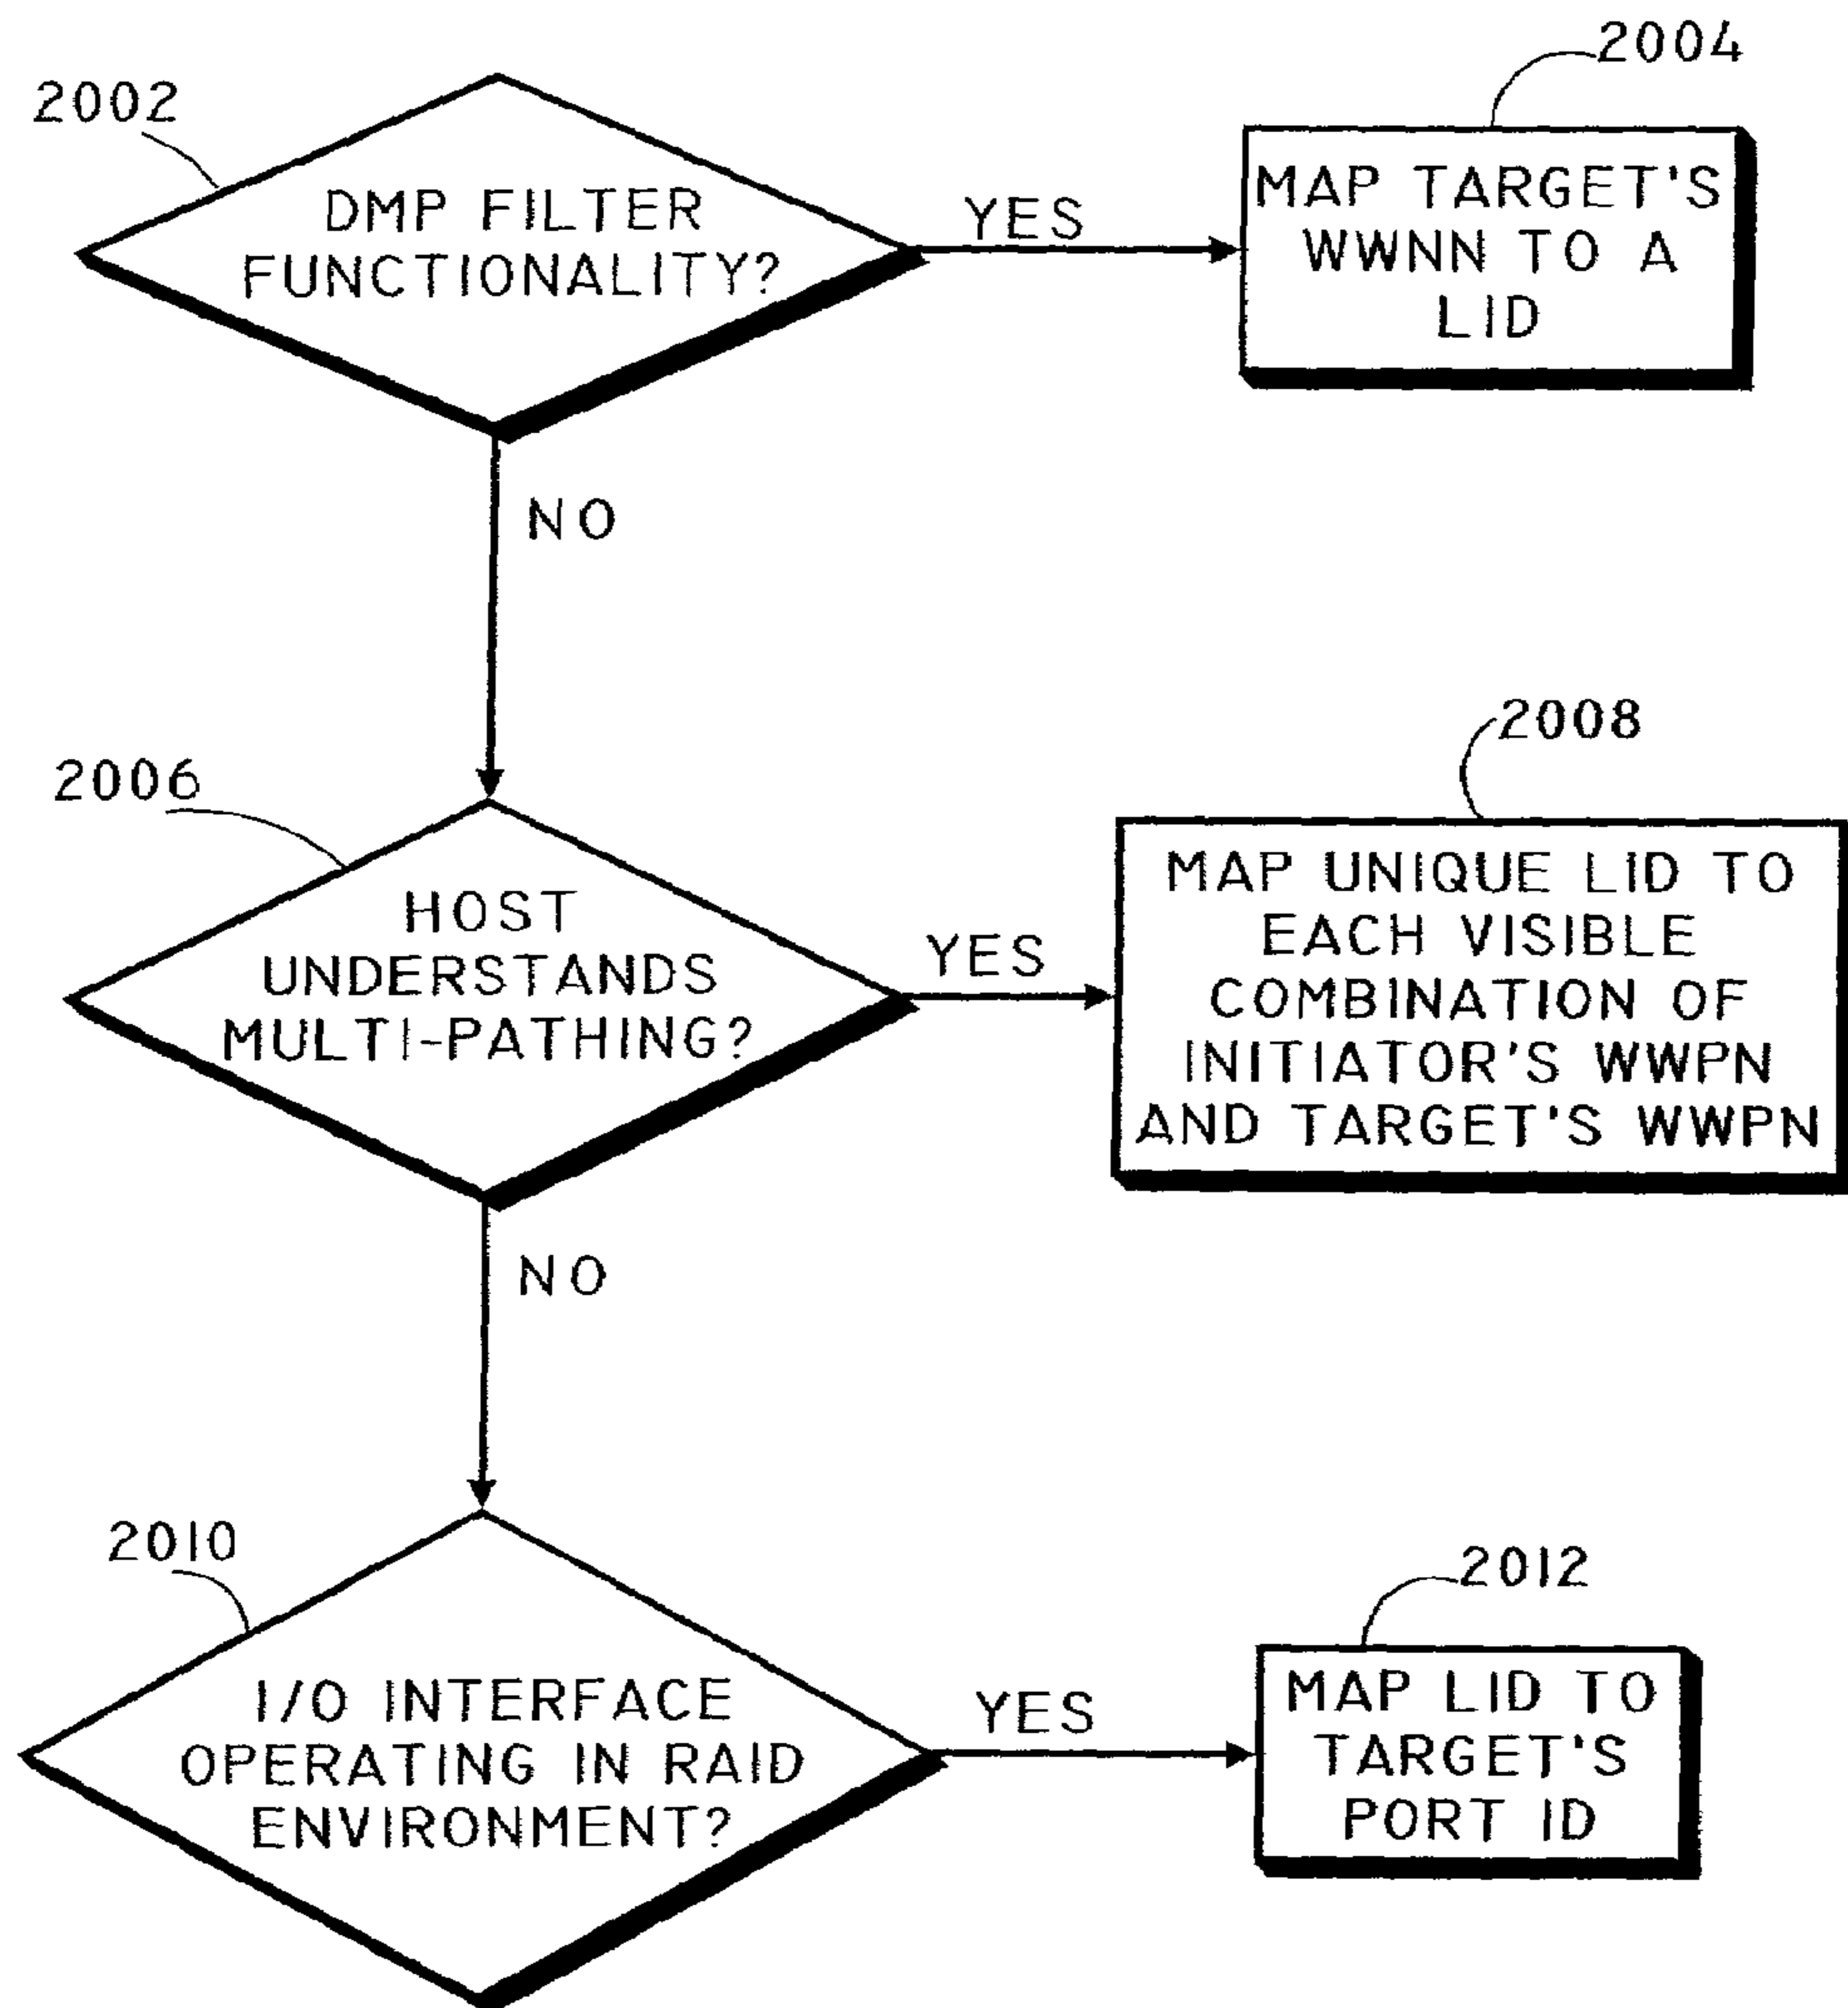 2002
DMP FILTER
FUNCTIONALITY?
YES
2004
MAP TARGET'S
WWNN TO A
LID
NO
2006
HOST
UNDERSTANDS
MULTI-PATHING?
YES
2008
MAP UNIQUE LID TO
EACH VISIBLE
COMBINATION OF
INITIATOR'S WWPN
AND TARGET'S WWPN
NO
2010
I/O INTERFACE
OPERATING IN RAID
ENVIRONMENT?
YES
2012
MAP LID TO
TARGET'S
PORT ID